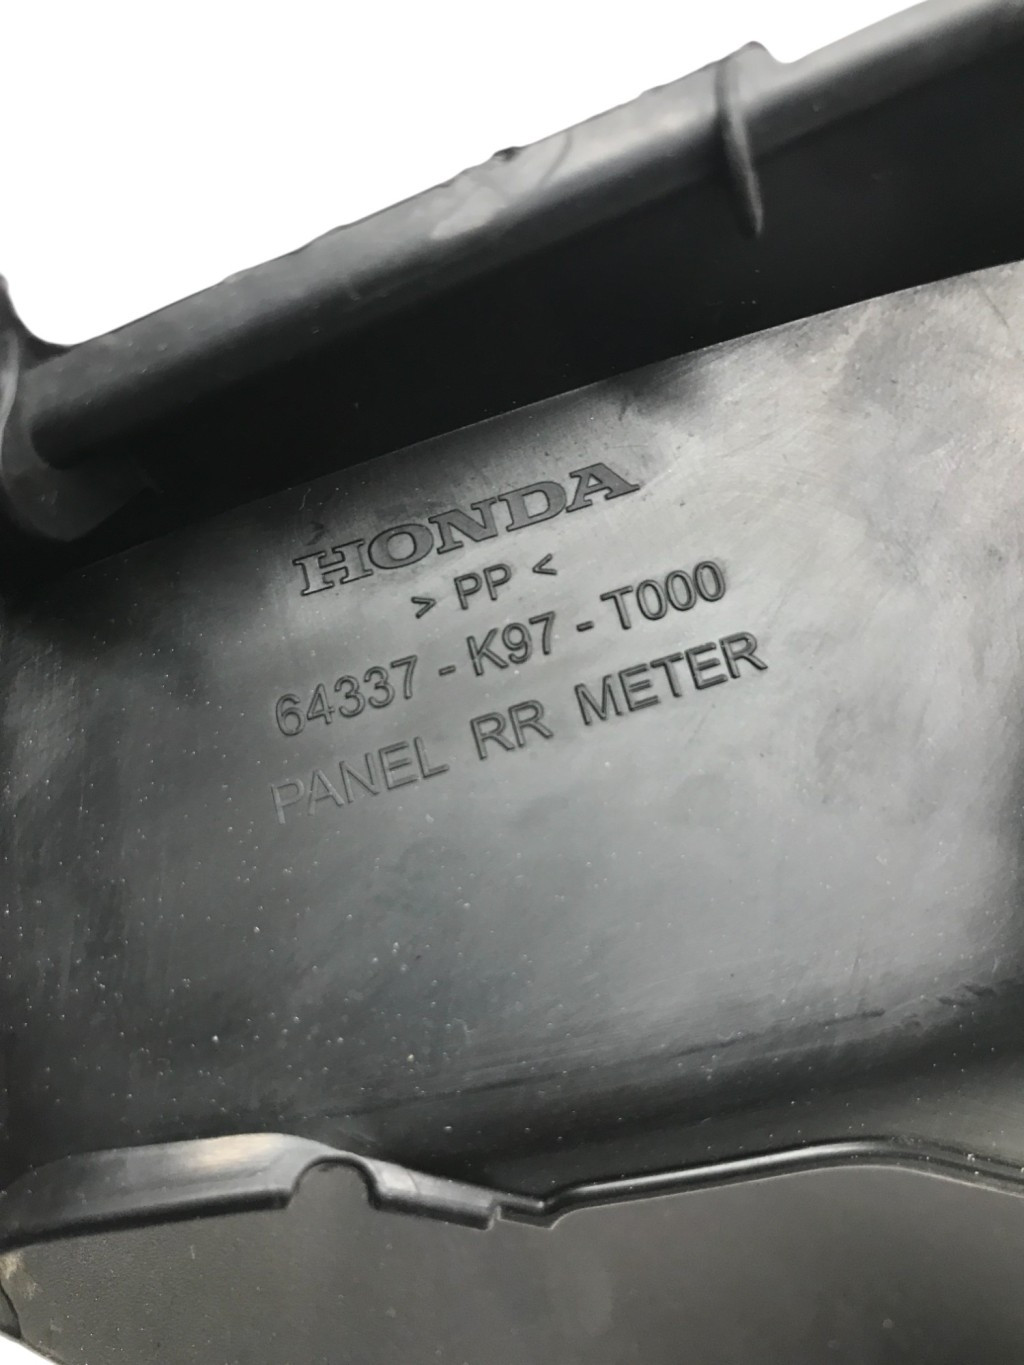 HONDA
> PP <
64337 - K97 - T000
PANEL RR METER